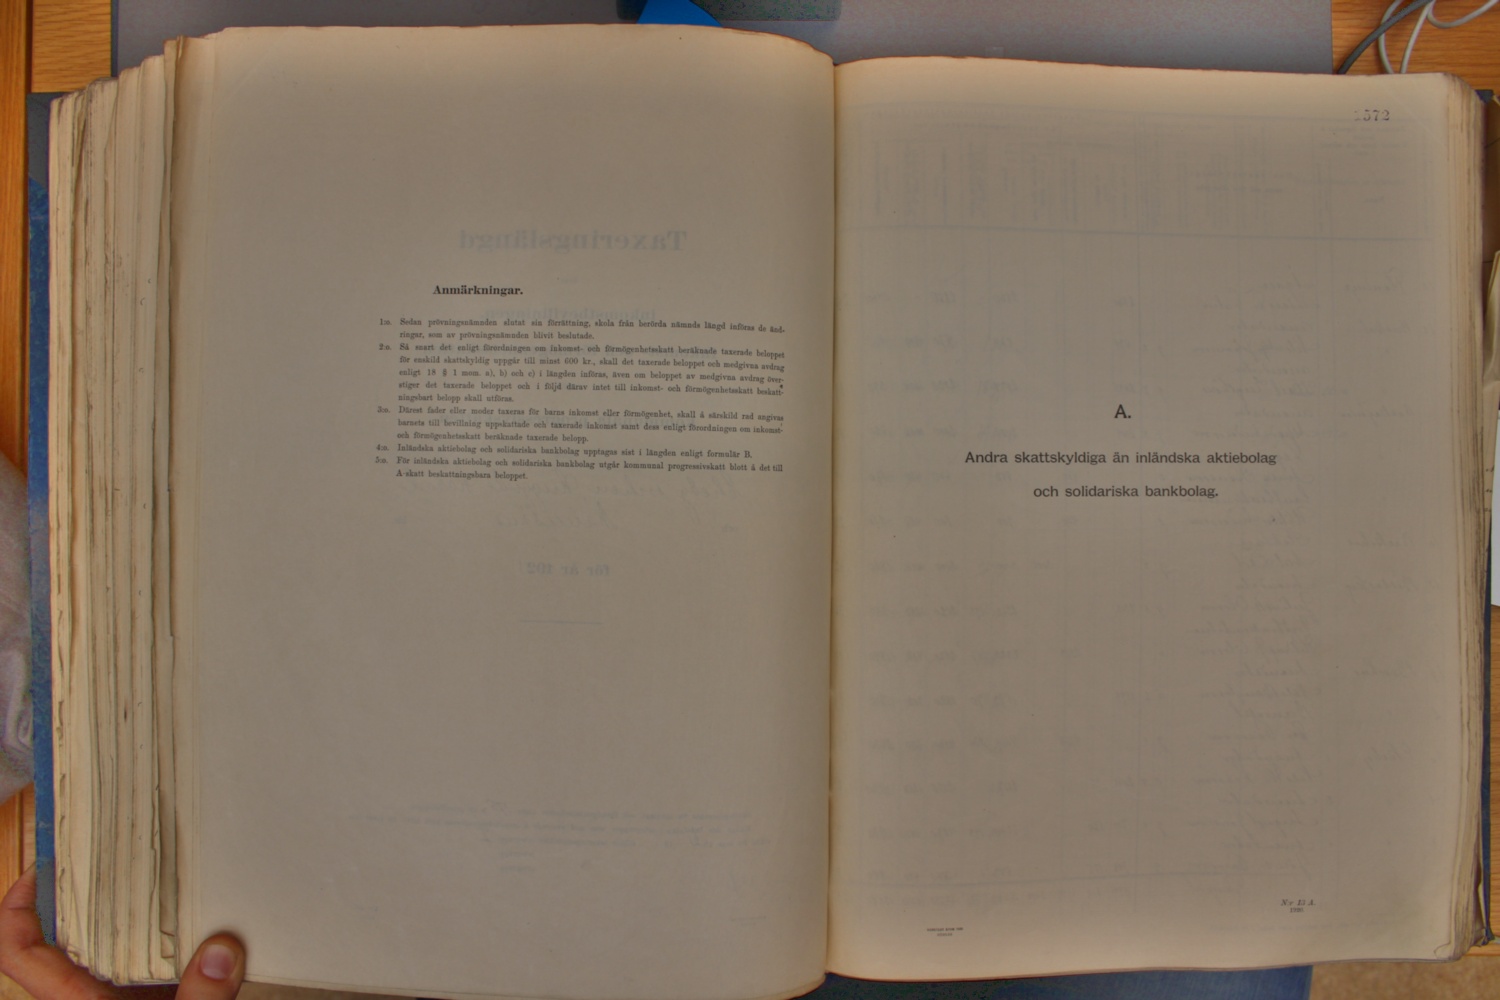 Anmärkningar.
1:o. Sedan prövningsnämnden slutat sin förrättning, skola från berörda nämnds längd införas de änd-
ringar, som av prövningsnämnden blivit beslutade.
2:o. Så snart det enligt förordningen om inkomst- och förmögenhetsskatt beräknade taxerade beloppet
för enskild skattskyldig uppgår till minst 600 kr., skall det taxerade beloppet och medgivna avdrag
enligt 18 § 1 mom. a), b) och c) i längden införas, även om beloppet av medgivna avdrag över-
stiger det taxerade beloppet och i följd därav intet till inkomst- och förmögenhetsskatt beskatt-
ningsbart belopp skall utföras.
3:o. Därest fader eller moder taxeras för barns inkomst eller förmögenhet, skall å särskild rad angivas
barnets till bevillning uppskattade och taxerade inkomst samt dess enligt förordningen om inkomst-
och förmögenhetsskatt beräknade taxerade belopp.
4:o. Inländska aktiebolag och solidariska bankbolag upptagas sist i längden enligt formulär B.
5:o. För inländska aktiebolag och solidariska bankbolag utgår kommunal progressivskatt blott å det till
A-skatt beskattningsbara beloppet.
1572
A.
Andra skattskyldiga än inländska aktiebolag
och solidariska bankbolag.
N:r 13 A.
1920.